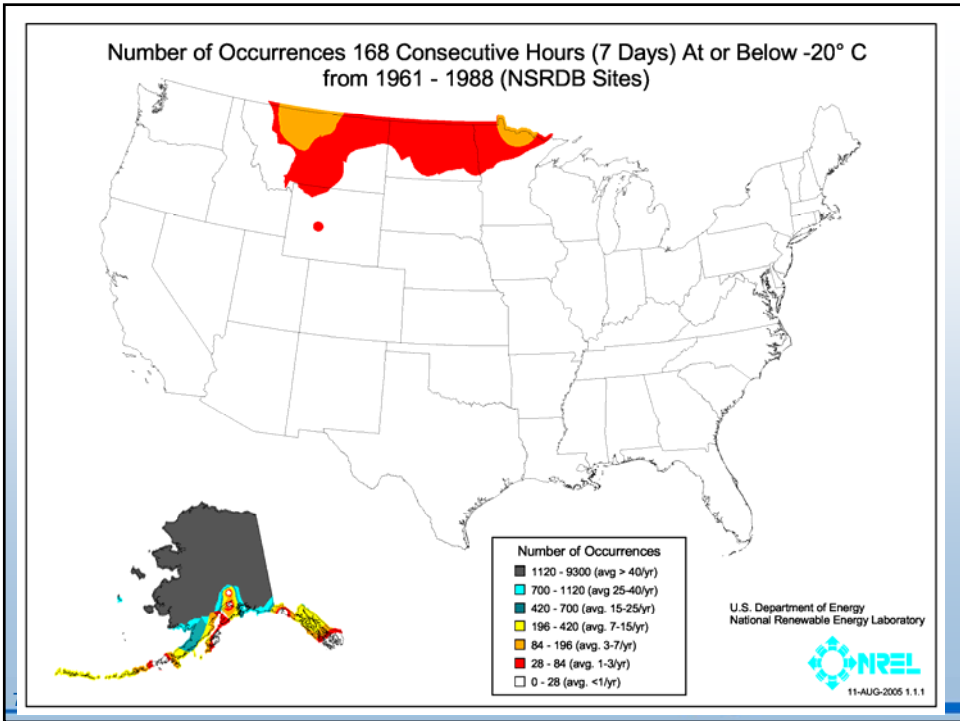 Number of Occurrences 168 Consecutive Hours (7 Days) At or Below -20° C
from 1961 - 1988 (NSRDB Sites)
Number of Occurrences
1120 - 9300 (avg > 40/yr)
700 - 1120 (avg 25-40/yr)
420 - 700 (avg. 15-25/yr)
196 - 420 (avg. 7-15/yr)
84 - 196 (avg. 3-7/yr)
28 - 84 (avg. 1-3/yr)
0 - 28 (avg. <1/yr)
U.S. Department of Energy
National Renewable Energy Laboratory
NREL
11-AUG-2005 1.1.1